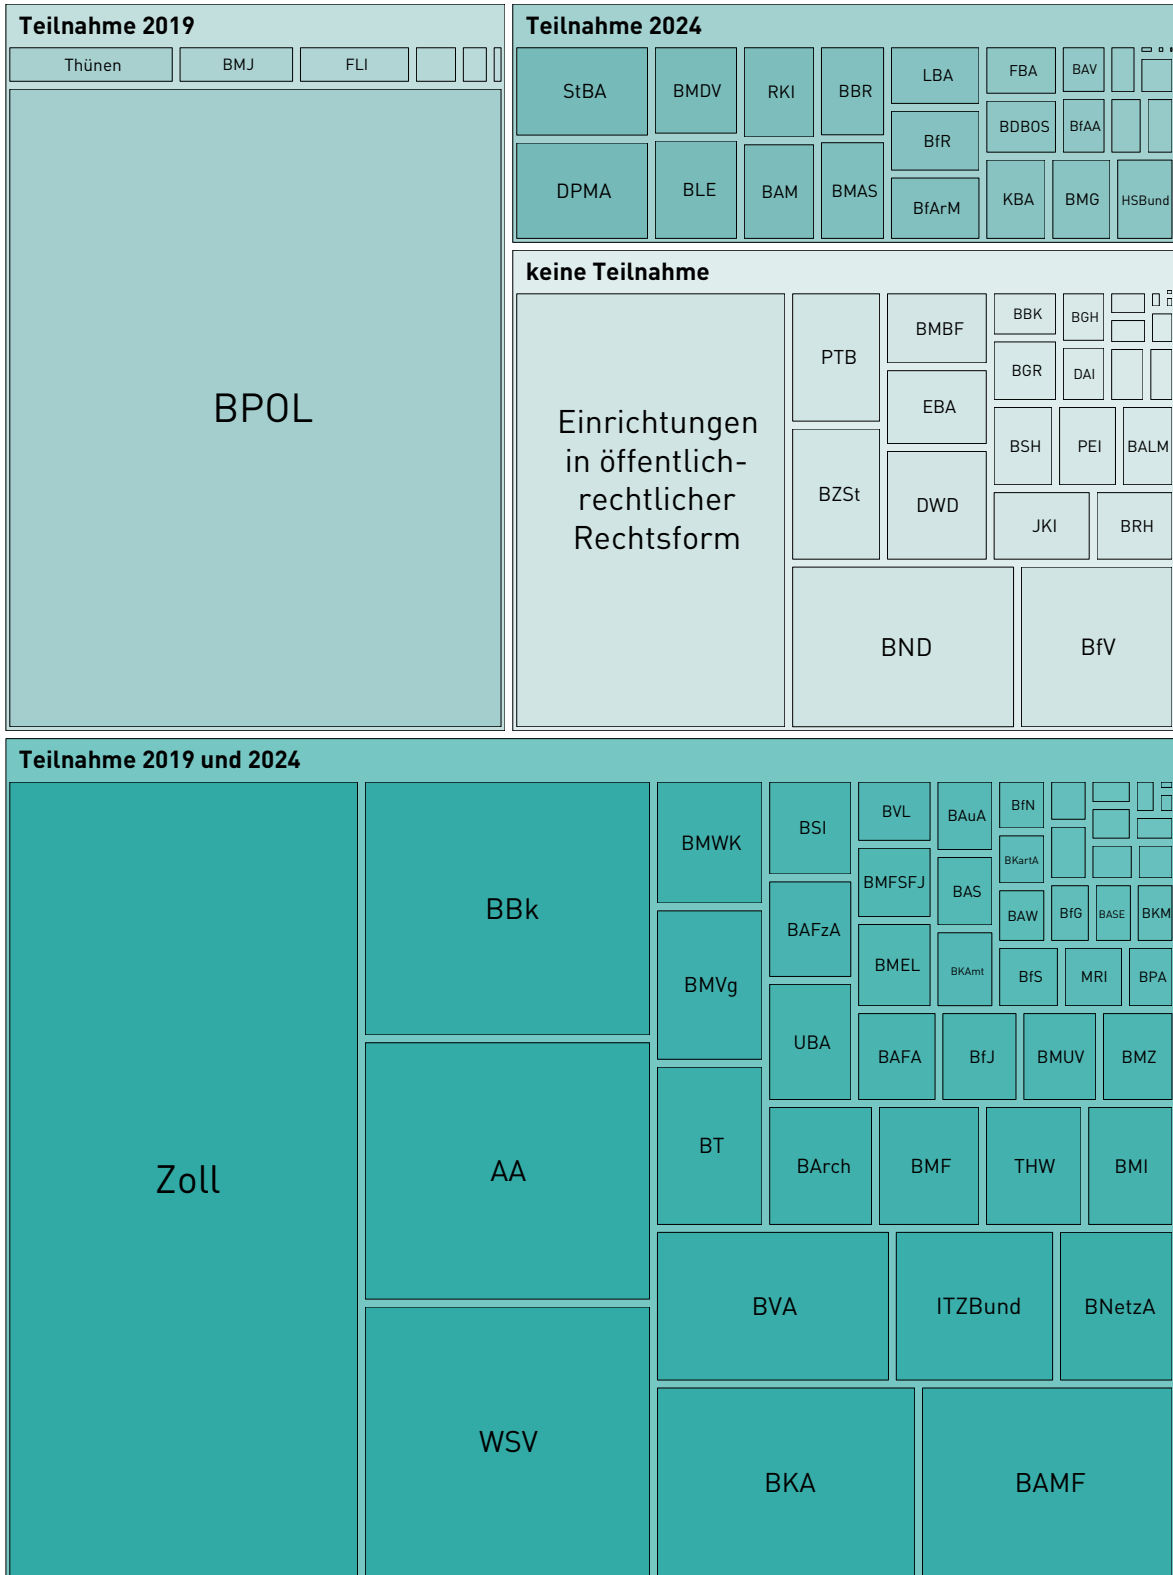 Teilnahme 2019
Thünen
BMJ
FLI
BPOL
Teilnahme 2024
StBA
BMDV
RKI
BBR
LBA
FBA
BAV
BfR
BDBOS
BfAA
DPMA
BLE
BAM
BMAS
BfArM
KBA
BMG
HSBund
keine Teilnahme
Einrichtungen
in öffentlich-
rechtlicher
Rechtsform
PTB
BMBF
BBK
BGH
EBA
BGR
DAI
BZSt
DWD
BSH
PEI
BALM
JKI
BRH
BND
BfV
Teilnahme 2019 und 2024
Zoll
BBk
AA
WSV
BMWK
BSI
BVL
BAuA
BfN
BKartA
BMFSFJ
BAS
BMVg
BAFzA
BAW
BfG
BASE
BKM
BMEL
BKAmt
BfS
MRI
BPA
UBA
BAFA
BfJ
BMUV
BMZ
BT
BArch
BMF
THW
BMI
BVA
ITZBund
BNetzA
BKA
BAMF